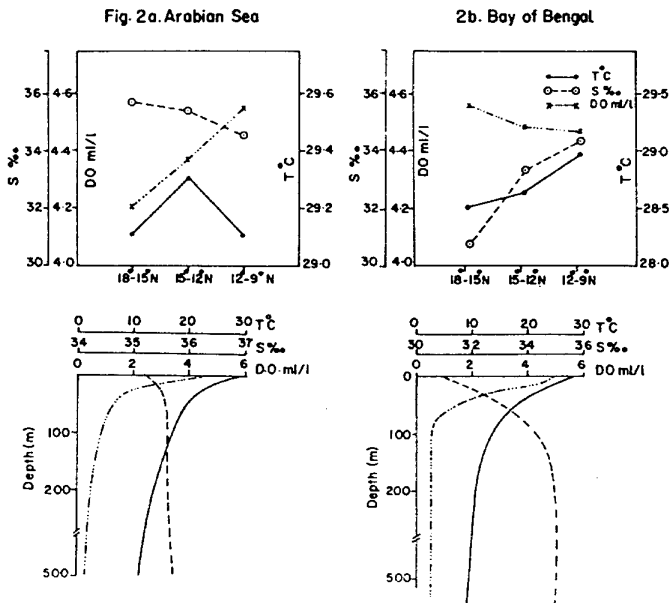 Fig. 2a. Arabian Sea
S ‰
36
34
32
30
DO ml/l
4·6
4·4
4·2
4·0
T°C
29·6
29·4
29·2
29·0
18-15°N 15-12°N 12-9°N
2b. Bay of Bengal
T°C
S ‰
DO ml/l
S ‰
36
34
32
30
DO ml/l
4·6
4·4
4·2
4·0
T°C
29·5
29·0
28·5
28·0
18-15°N 15-12°N 12-9°N
0 10 20 30 T°C
34 35 36 37 S‰
0 2 4 6 DO ml/l
Depth (m)
100
200
500
0 10 20 30 T°C
30 32 34 36 S‰
0 2 4 6 DO ml/l
Depth (m)
0
100
200
500